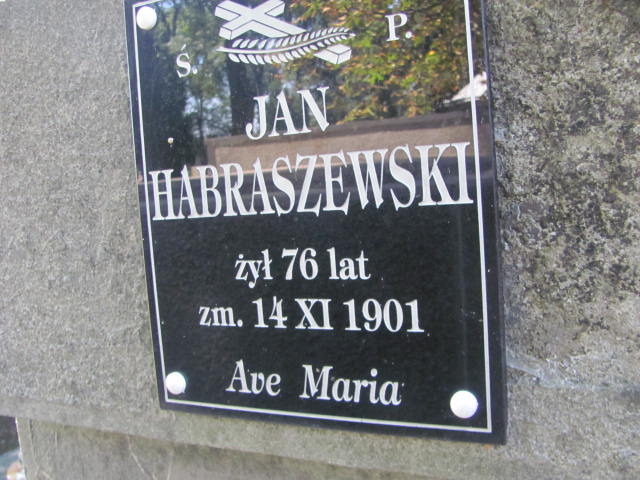 Ś. P.
JAN
HABRASZEWSKI
żył 76 lat
zm. 14 XI 1901
Ave Maria